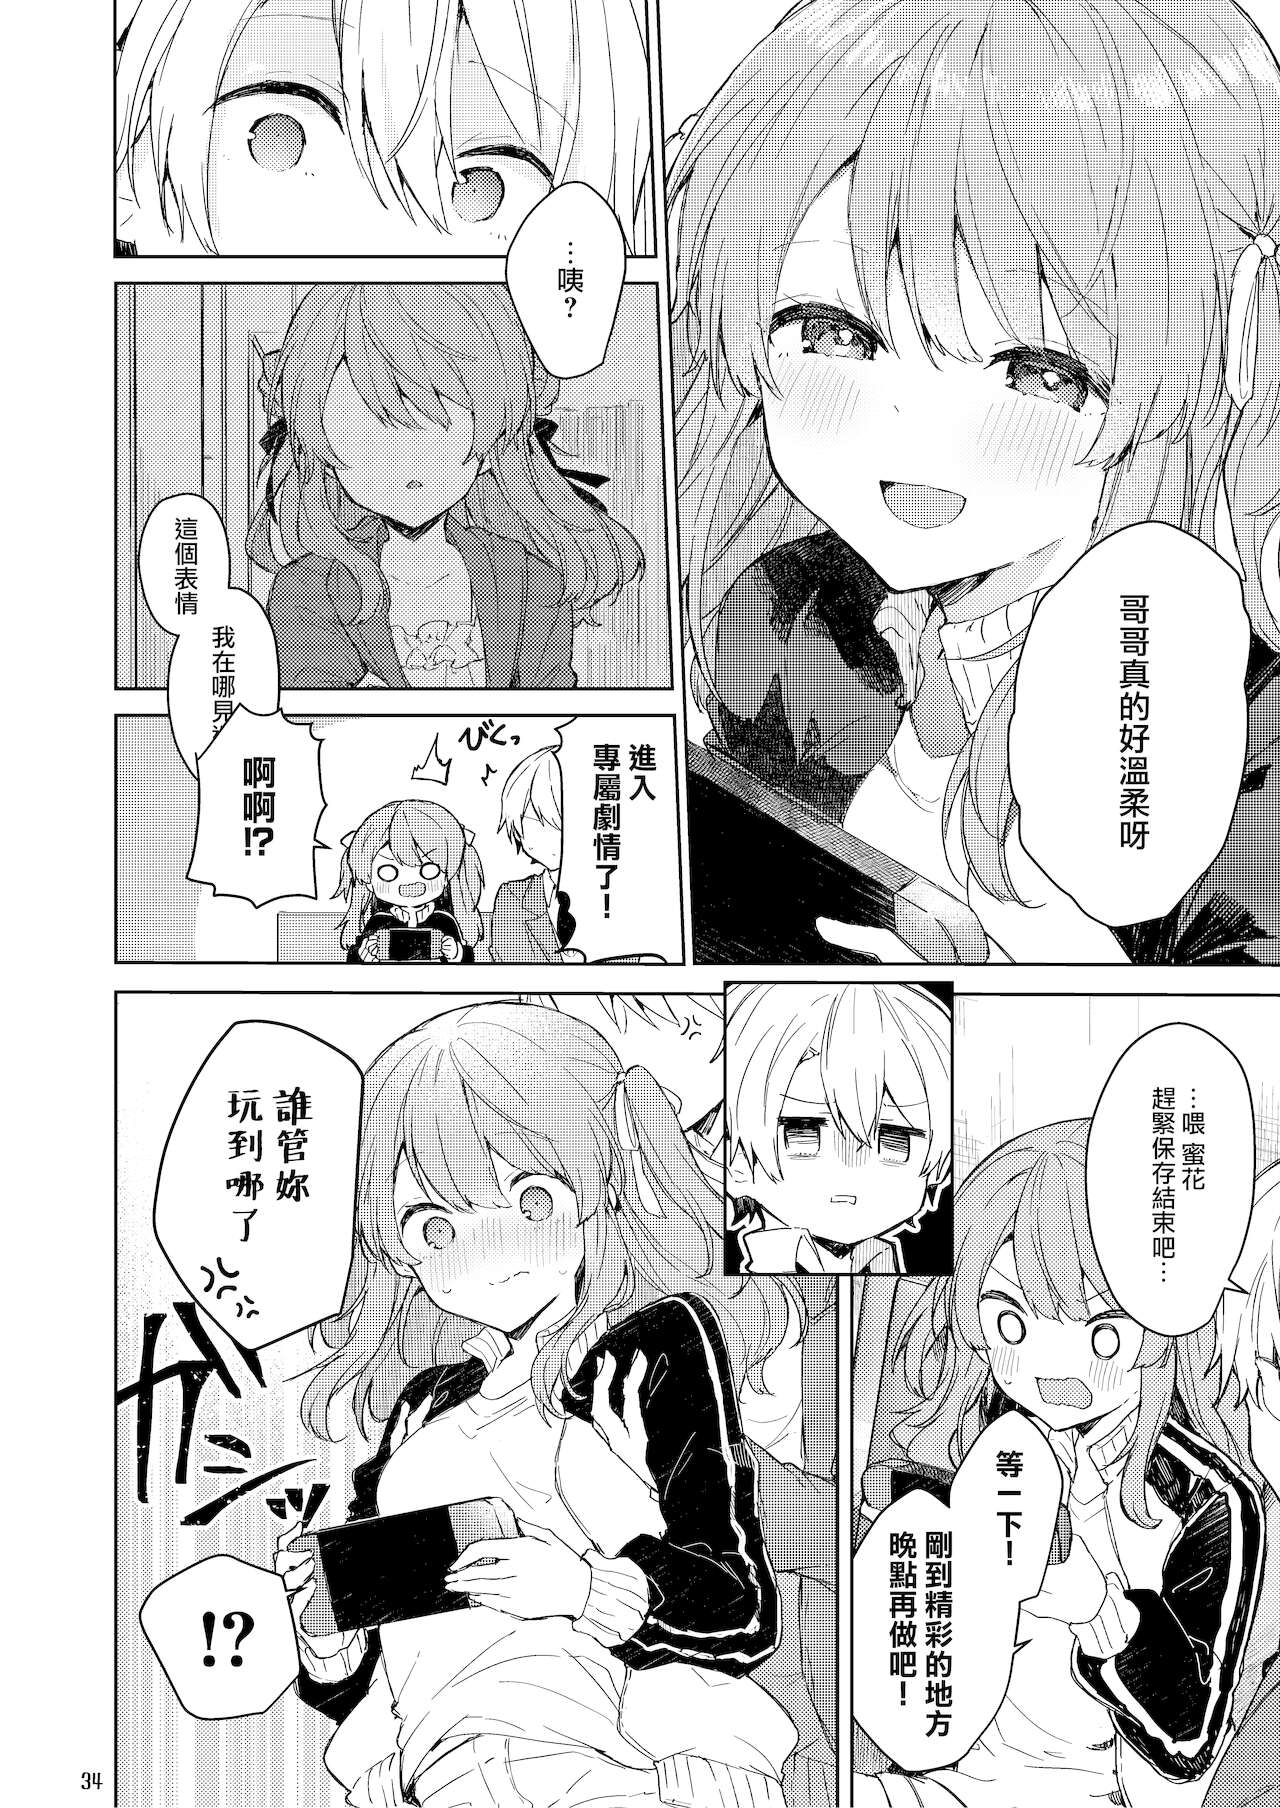 哥哥真的好溫柔呀
…咦?
這個表情
我在哪見
進入
專屬劇情了!
びくっ
啊啊!?
…喂 蜜花
趕緊保存結束吧…
等一下!
剛到精彩的地方
晚點再做吧!
誰管妳
玩到哪了
ガシッ
!?
34